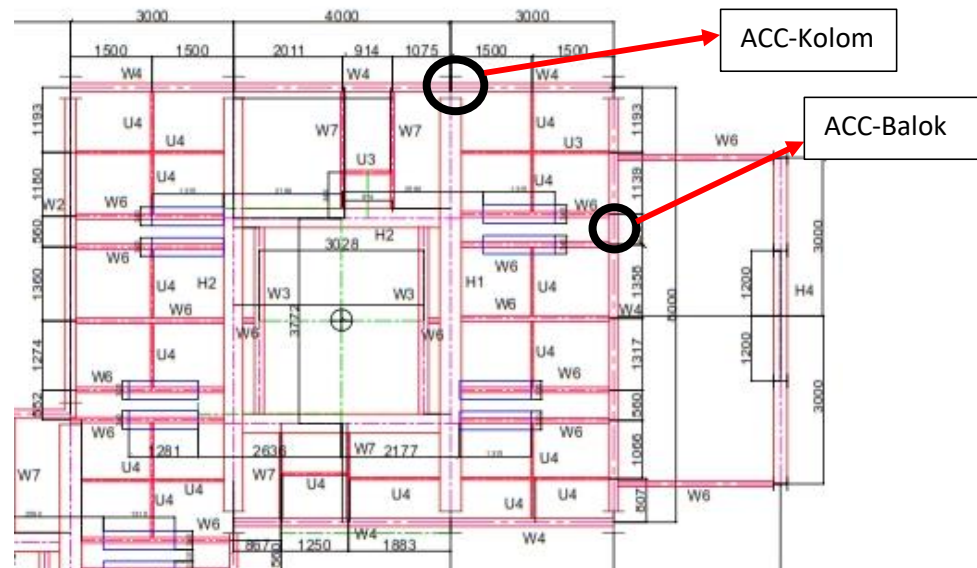 3000
4000
3000
1500
1500
2011
914
1075
1500
1500
ACC-Kolom
ACC-Balok
W4
W4
W4
1193
U4
U4
W7
W7
U4
U3
1193
W6
U3
1180
U4
U4
1139
W2
W6
W6
560
H2
3028
W6
H2
H1
W6
1360
U4
W3
W3
U4
1358
W4
3000
1200
H4
W6
W6
3772
W6
W6
8000
1274
U4
U4
1317
1200
W6
W6
3000
552
560
W6
W6
1281
2636
W7
2177
1066
W7
U4
W7
U4
U4
U4
U4
U4
U4
U4
W6
807
W6
W4
W4
867
1250
1883
560